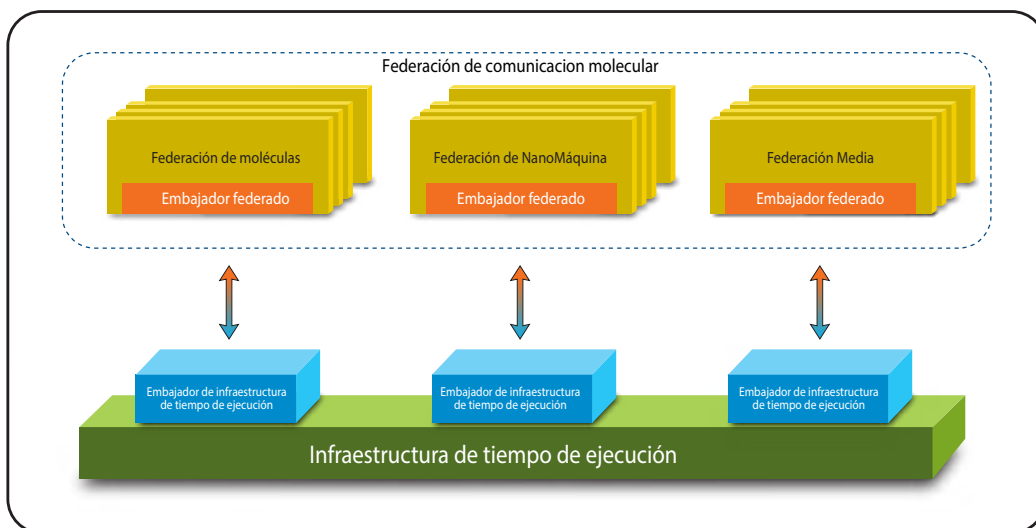 Federación de comunicacion molecular
Federación de moléculas
Embajador federado
Federación de NanoMáquina
Embajador federado
Federación Media
Embajador federado
Embajador de infraestructura
de tiempo de ejecución
Embajador de infraestructura
de tiempo de ejecución
Embajador de infraestructura
de tiempo de ejecución
Infraestructura de tiempo de ejecución